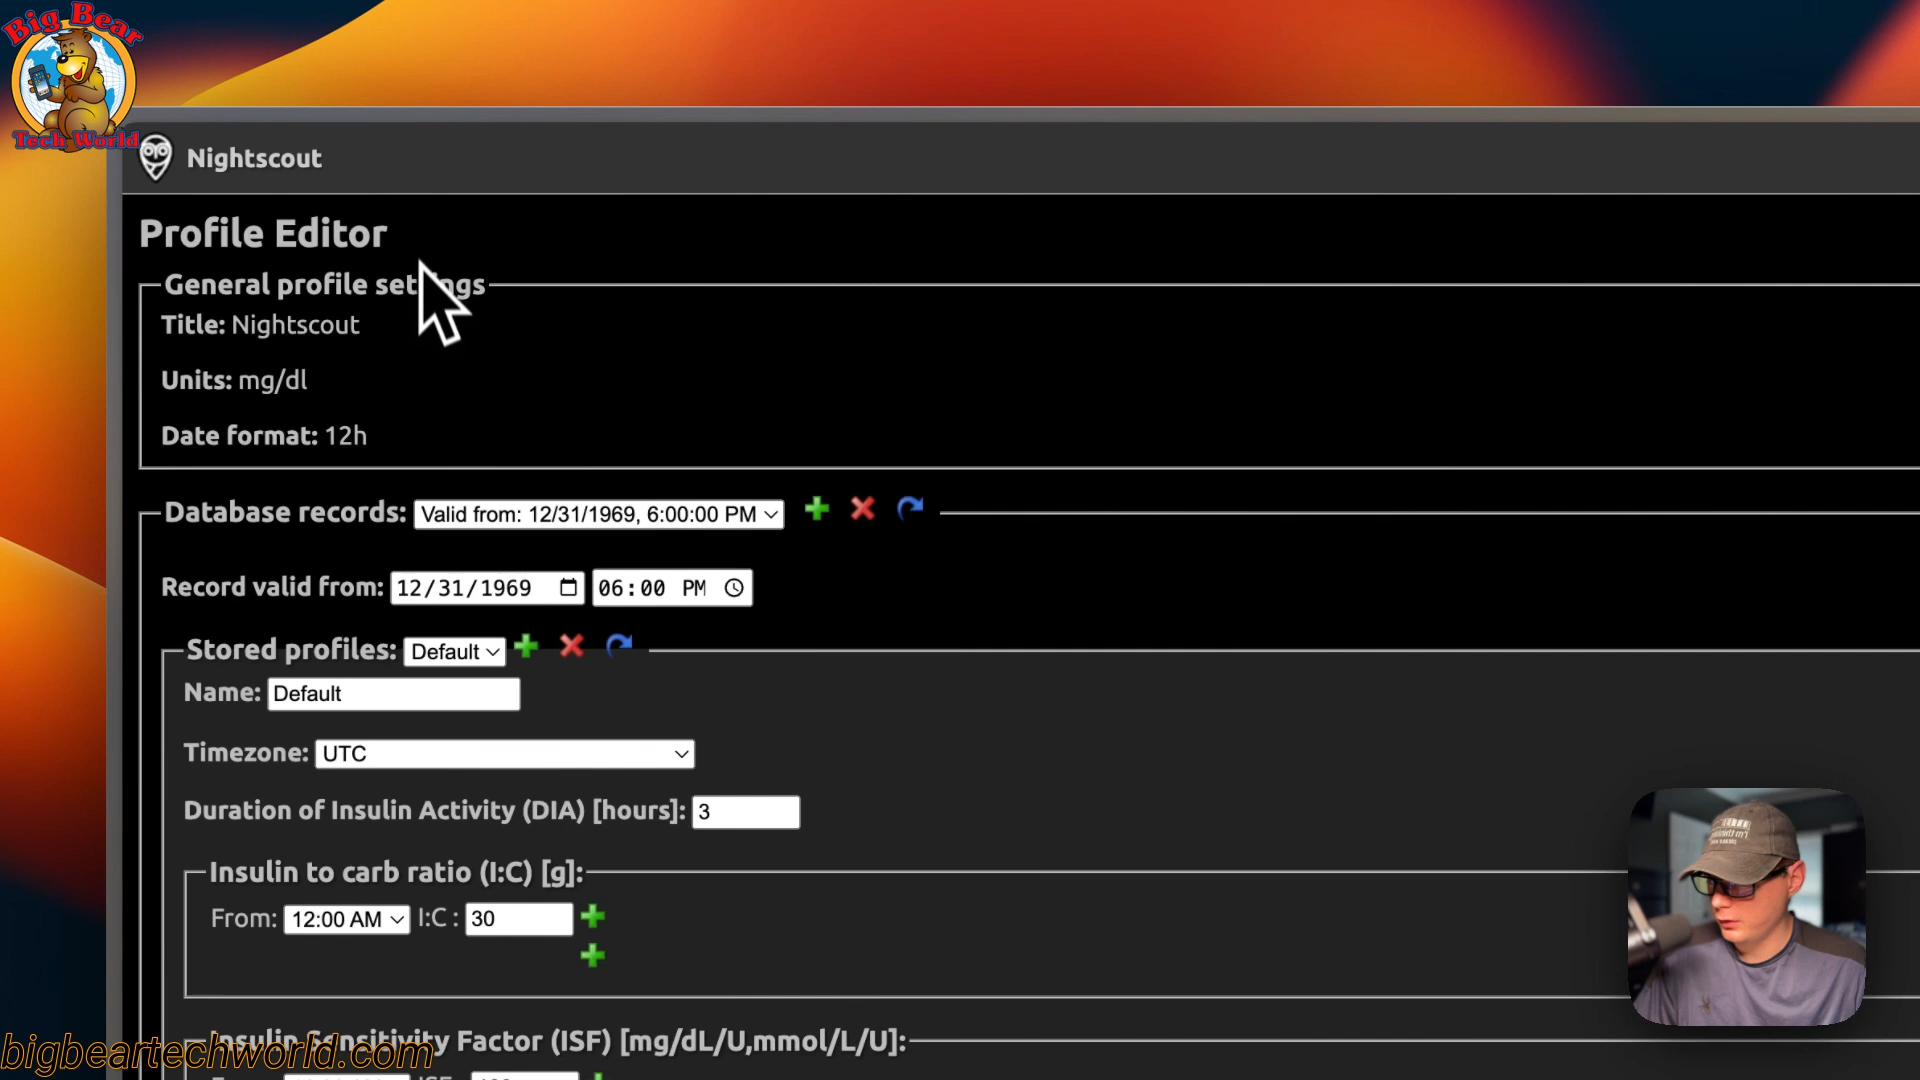 Big Bear
Tech World
Nightscout
Profile Editor
General profile settings
Title: Nightscout
Units: mg/dl
Date format: 12h
Database records: Valid from: 12/31/1969, 6:00:00 PM
Record valid from: 12/31/1969 06:00 PM
Stored profiles: Default
Name: Default
Timezone: UTC
Duration of Insulin Activity (DIA) [hours]: 3
Insulin to carb ratio (I:C) [g]:
From: 12:00 AM I:C : 30
Insulin Sensitivity Factor (ISF) [mg/dL/U,mmol/L/U]:
bigbeartechworld.com